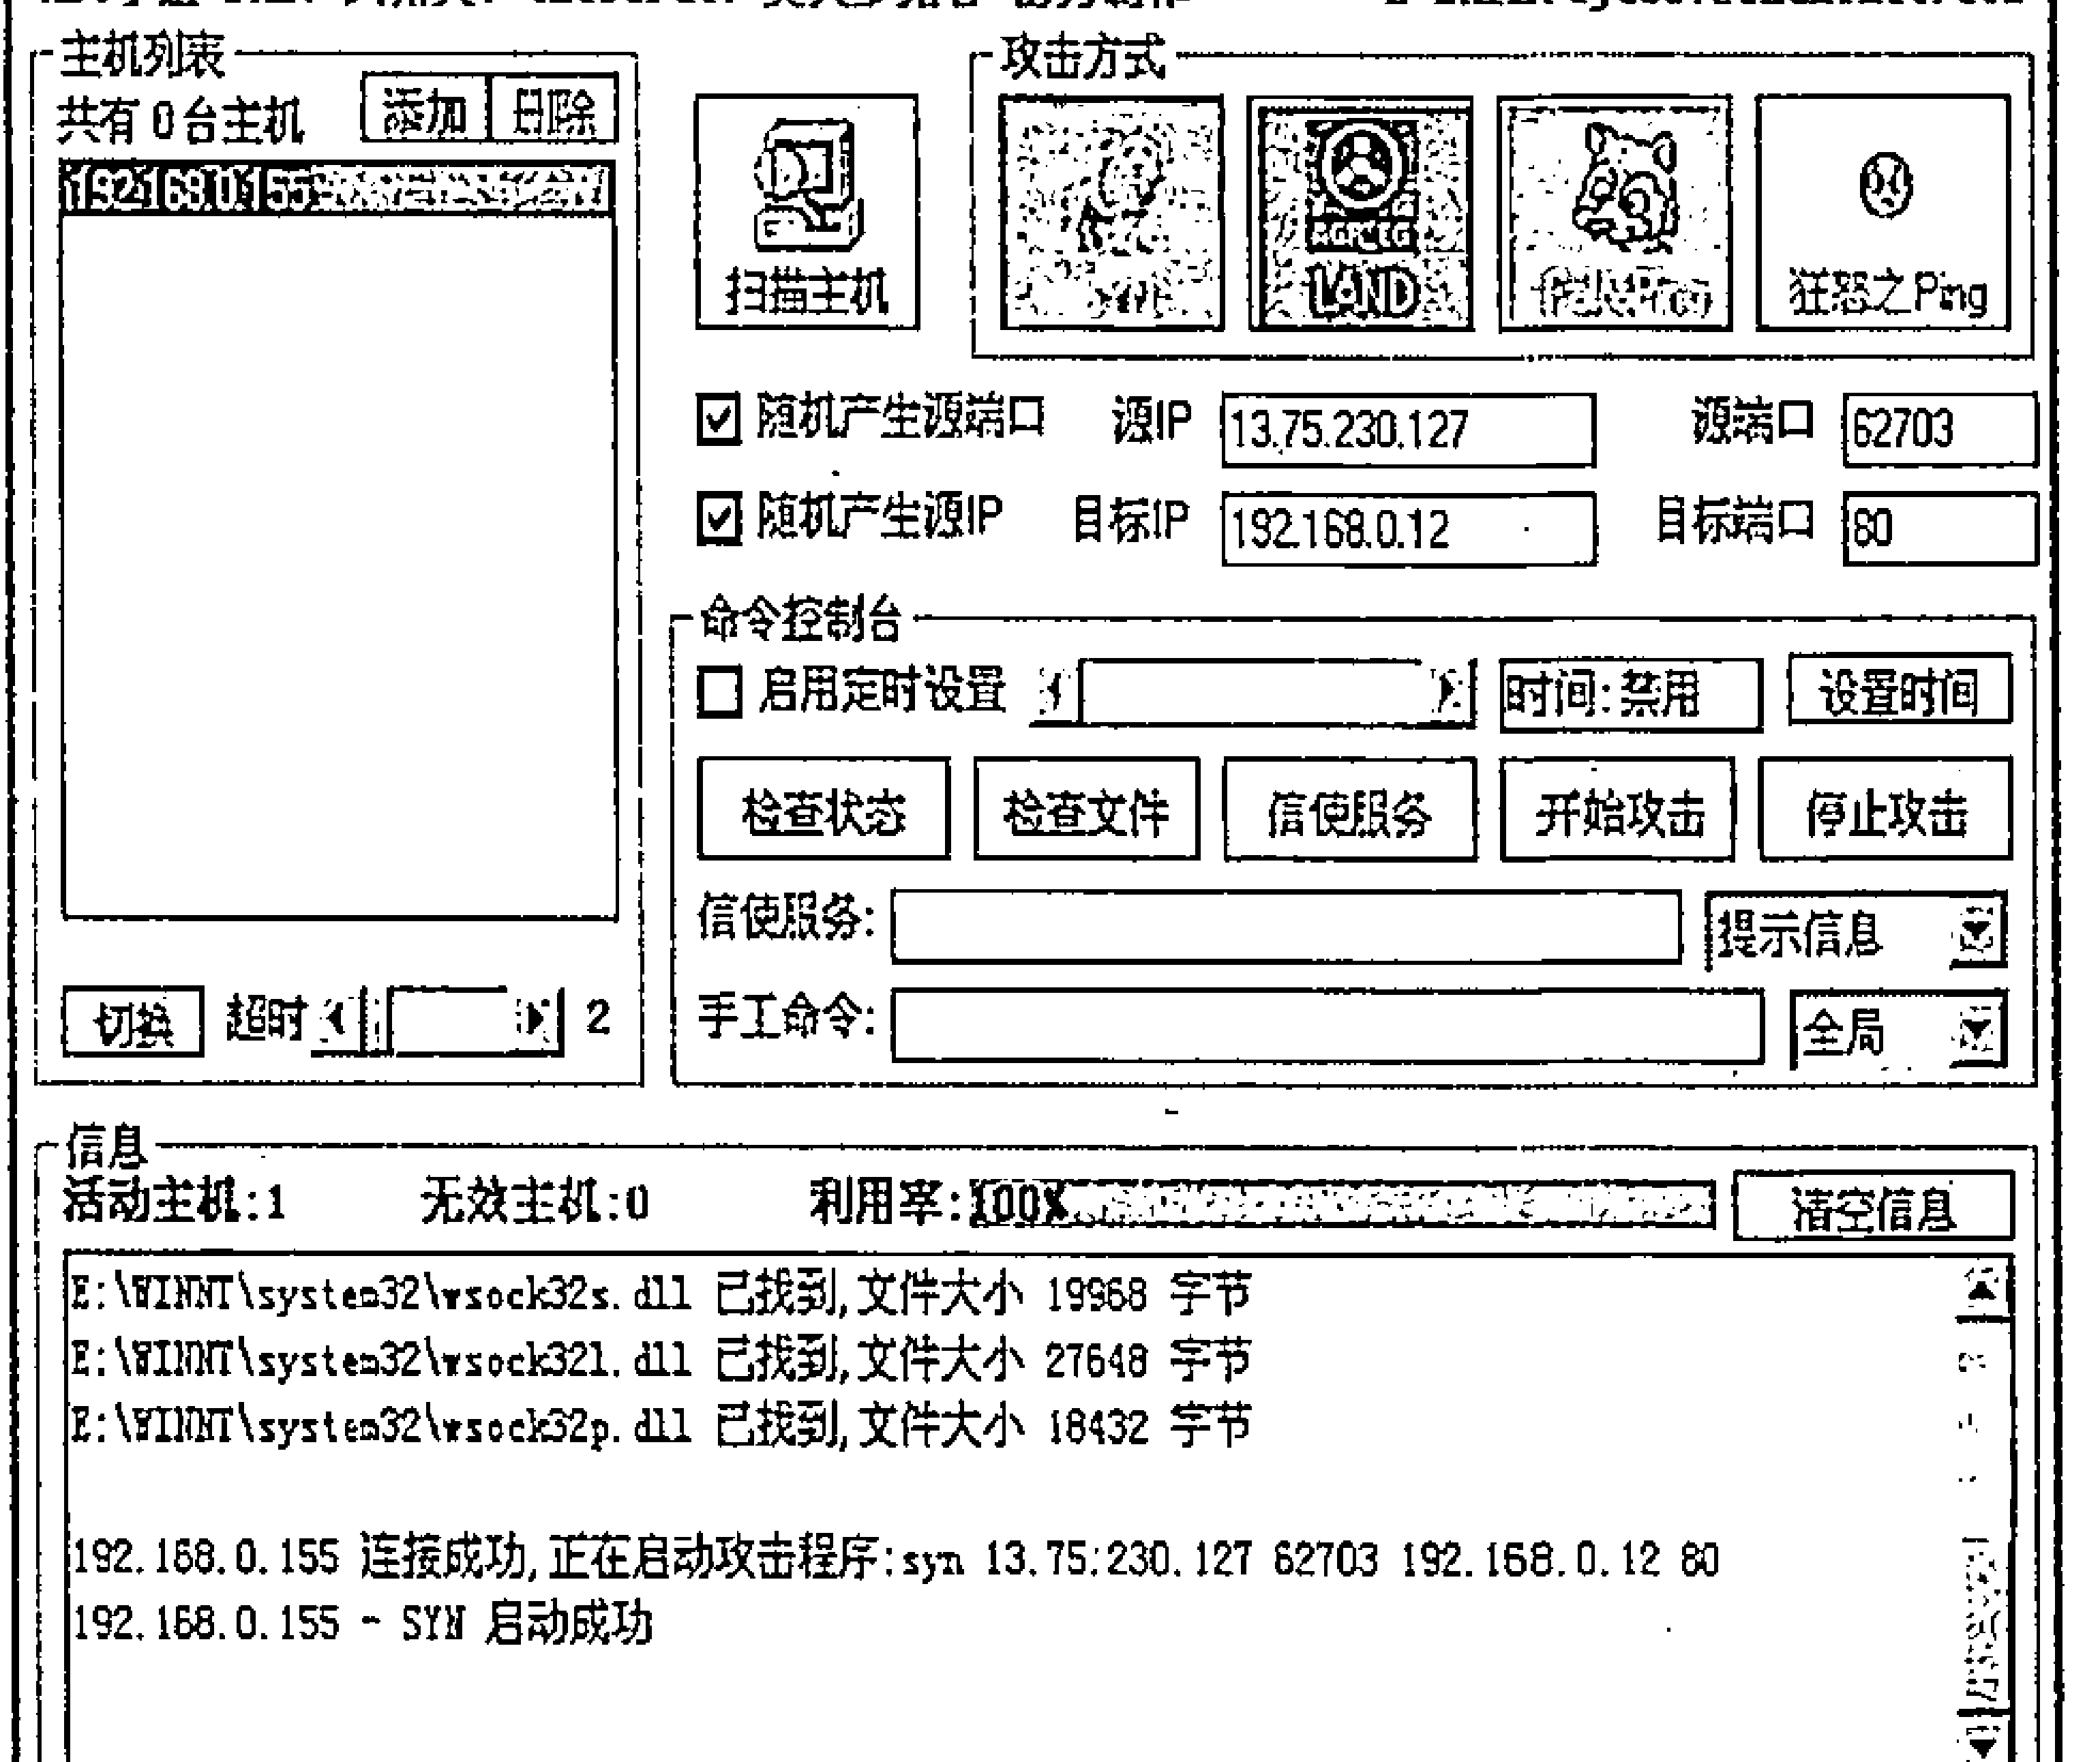 主机列表
共有 0台主机 添加 删除
192.168.0.155
扫描主机
攻击方式
LAND
狂怒之Ping
随机产生源端口 源IP 13.75.230.127 源端口 62703
随机产生源IP 目标IP 192.168.0.12 目标端口 80
命令控制台
启用定时设置 时间:禁用 设置时间
检查状态 检查文件 信使服务 开始攻击 停止攻击
信使服务: 提示信息
手工命令: 全局
切换 超时 2
信息
活动主机:1 无效主机:0 利用率:100% 清空信息
E:\WINNT\system32\wsock32s.dll 已找到,文件大小 19968 字节
E:\WINNT\system32\wsock32l.dll 已找到,文件大小 27648 字节
E:\WINNT\system32\wsock32p.dll 已找到,文件大小 18432 字节
192.168.0.155 连接成功,正在启动攻击程序:syn 13.75.230.127 62703 192.168.0.12 80
192.168.0.155 - SYN 启动成功